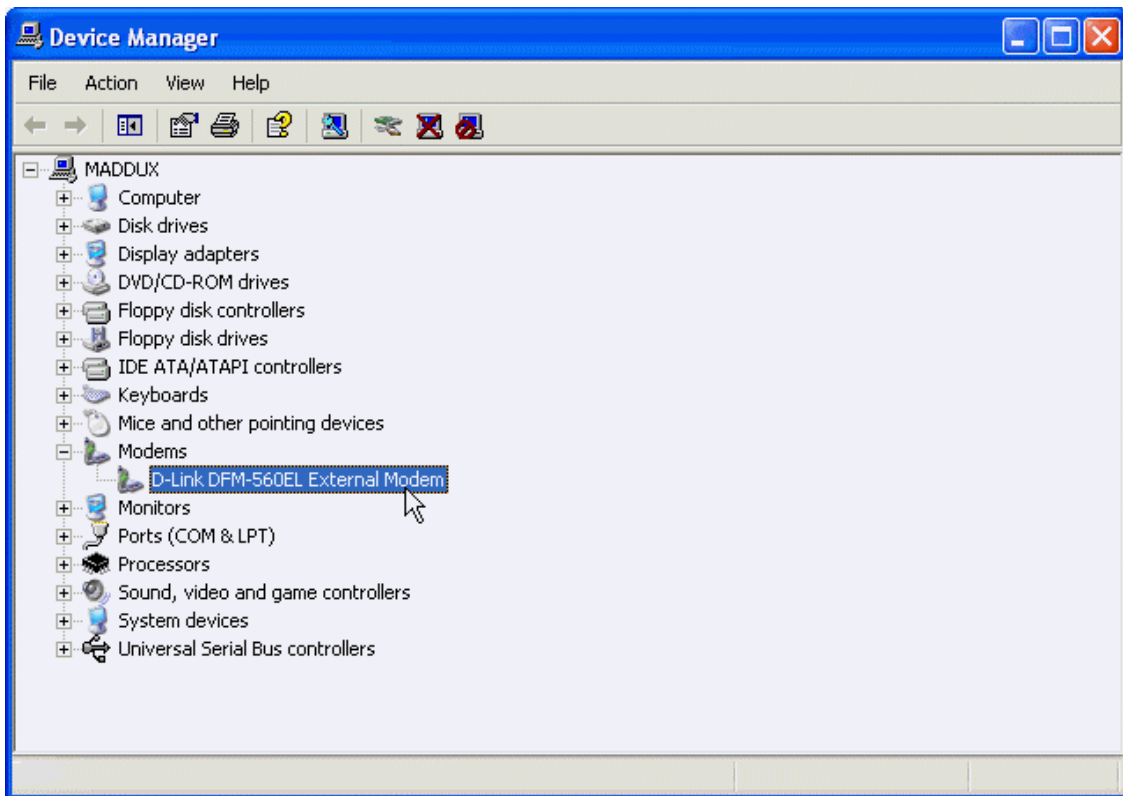 Device Manager
File Action View Help
MADDUX
Computer
Disk drives
Display adapters
DVD/CD-ROM drives
Floppy disk controllers
Floppy disk drives
IDE ATA/ATAPI controllers
Keyboards
Mice and other pointing devices
Modems
D-Link DFM-560EL External Modem
Monitors
Ports (COM & LPT)
Processors
Sound, video and game controllers
System devices
Universal Serial Bus controllers